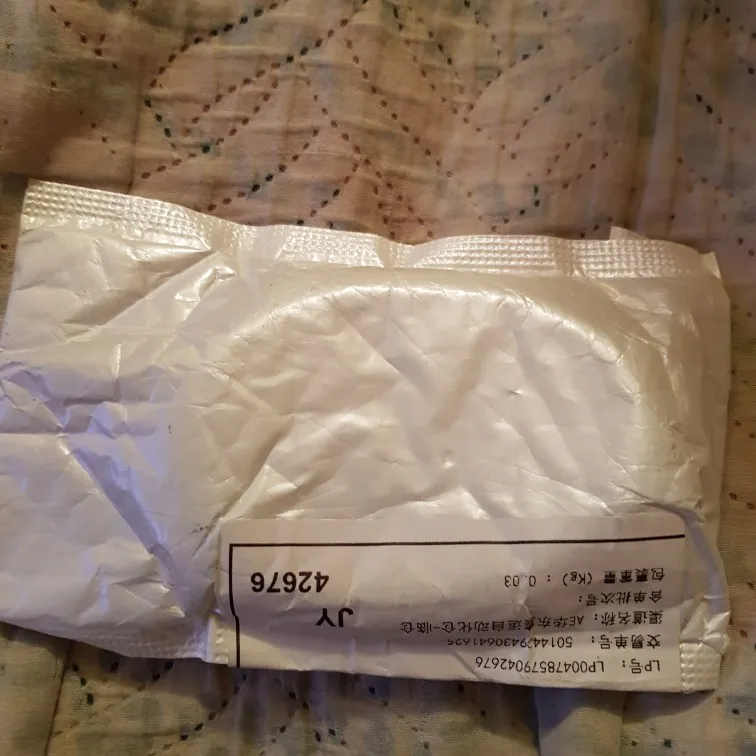 LP号： LP00478579042676
交易单号： 5014429430641625
渠道名称： AE华东集运自动化仓-临仓
合单批次号：
包裹重量（Kg）：0.03
JY
42676